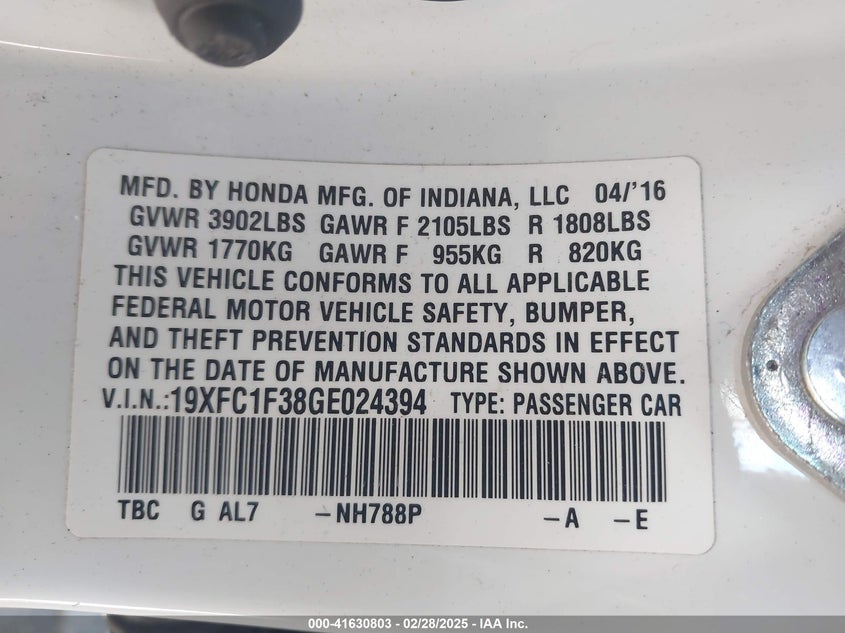 MFD. BY HONDA MFG. OF INDIANA, LLC 04/'16
GVWR 3902LBS GAWR F 2105LBS R 1808LBS
GVWR 1770KG GAWR F 955KG R 820KG
THIS VEHICLE CONFORMS TO ALL APPLICABLE
FEDERAL MOTOR VEHICLE SAFETY, BUMPER,
AND THEFT PREVENTION STANDARDS IN EFFECT
ON THE DATE OF MANUFACTURE SHOWN ABOVE.
V.I.N.:19XFC1F38GE024394 TYPE: PASSENGER CAR
TBC G AL7 -NH788P -A -E
000-41630803 - 02/28/2025 - IAA Inc.